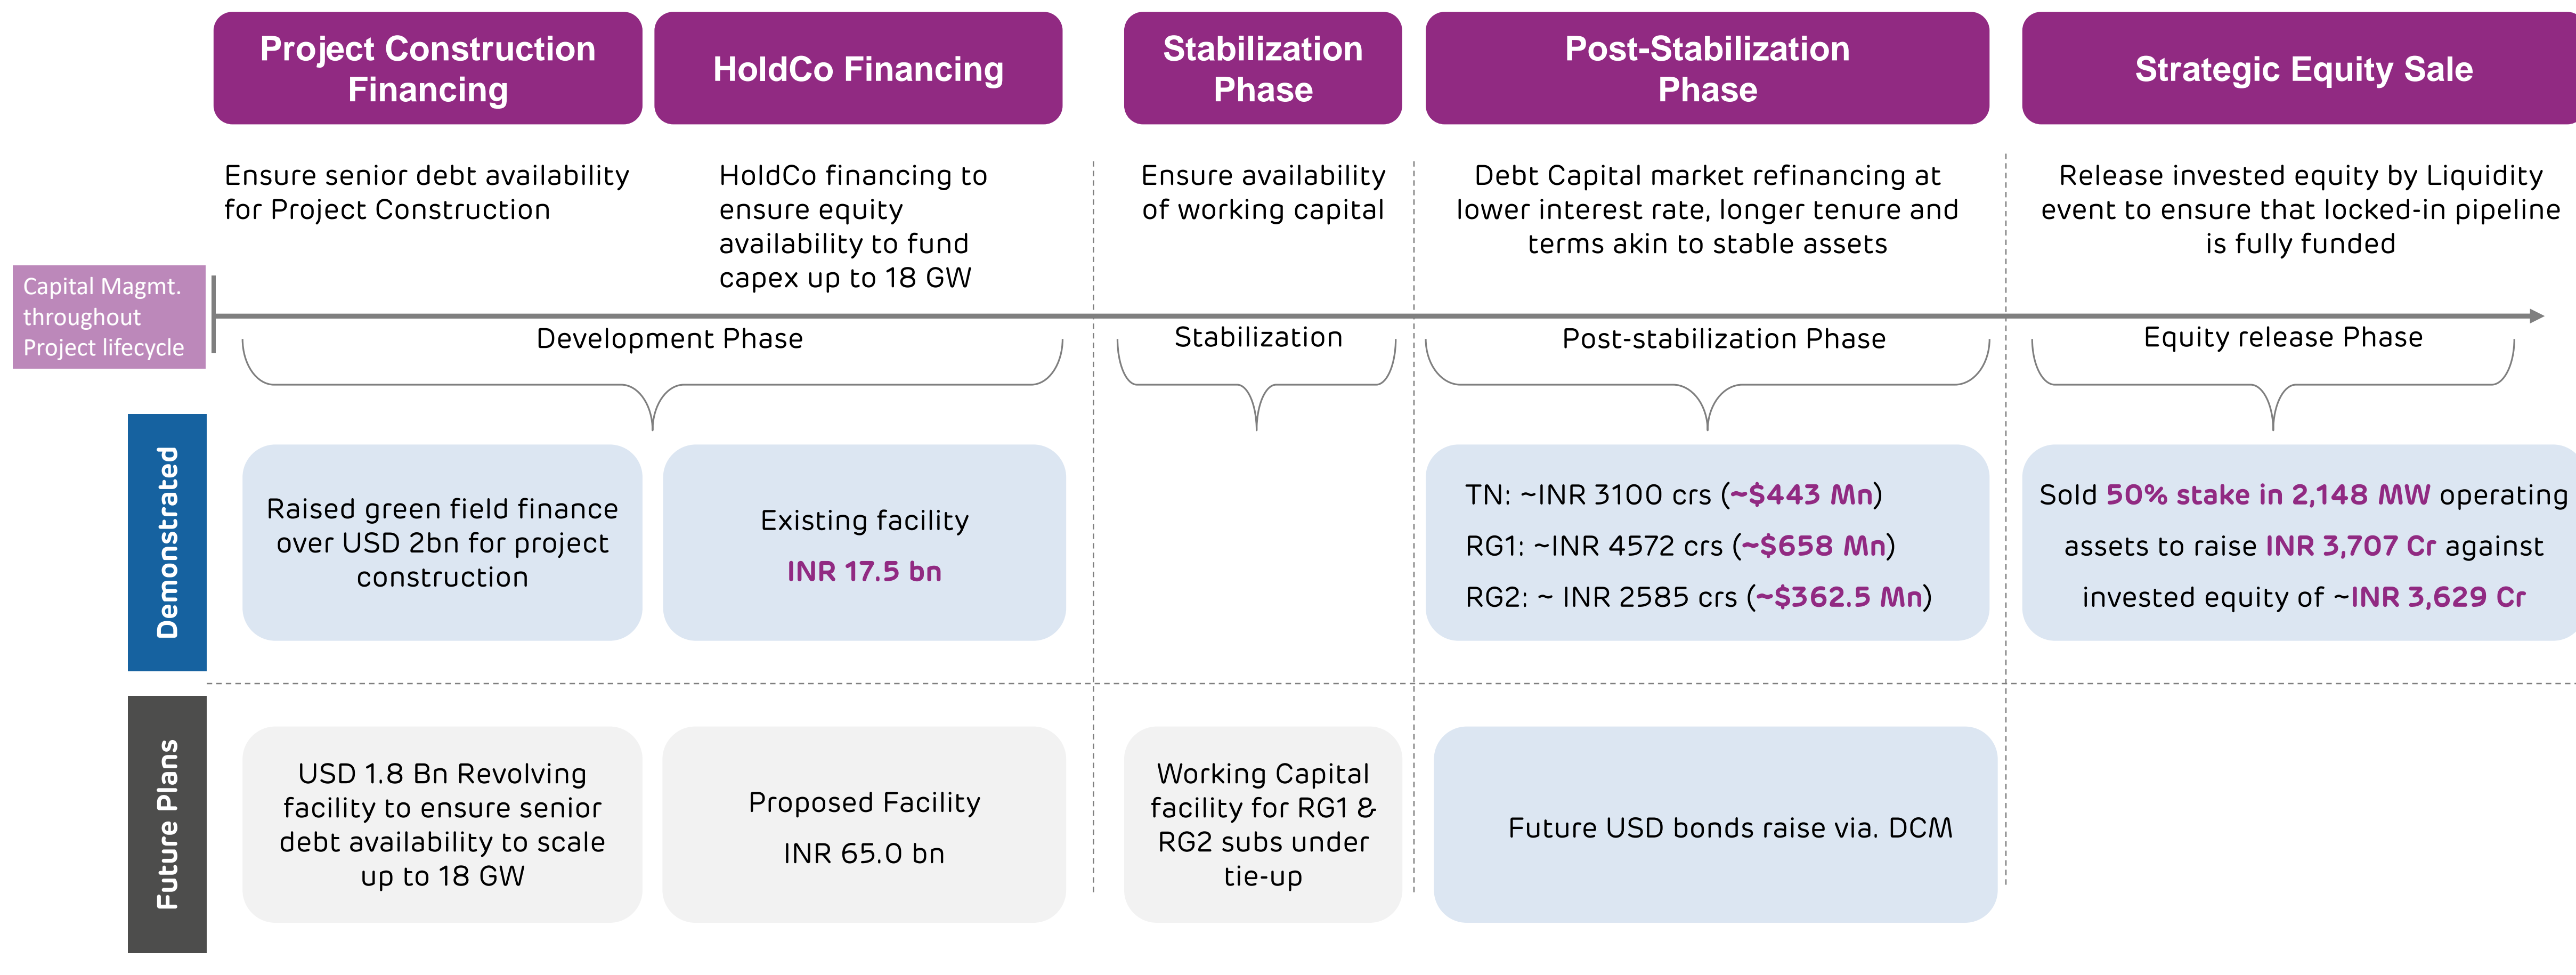 Project Construction
Financing
HoldCo Financing
Stabilization
Phase
Post-Stabilization
Phase
Strategic Equity Sale
Ensure senior debt availability
for Project Construction
HoldCo financing to
ensure equity
availability to fund
capex up to 18 GW
Ensure availability
of working capital
Debt Capital market refinancing at
lower interest rate, longer tenure and
terms akin to stable assets
Release invested equity by Liquidity
event to ensure that locked-in pipeline
is fully funded
Capital Magmt.
throughout
Project lifecycle
Development Phase
Stabilization
Post-stabilization Phase
Equity release Phase
Demonstrated
Raised green field finance
over USD 2bn for project
construction
Existing facility
INR 17.5 bn
TN: ~INR 3100 crs (~$443 Mn)
RG1: ~INR 4572 crs (~$658 Mn)
RG2: ~ INR 2585 crs (~$362.5 Mn)
Sold 50% stake in 2,148 MW operating
assets to raise INR 3,707 Cr against
invested equity of ~INR 3,629 Cr
Future Plans
USD 1.8 Bn Revolving
facility to ensure senior
debt availability to scale
up to 18 GW
Proposed Facility
INR 65.0 bn
Working Capital
facility for RG1 &
RG2 subs under
tie-up
Future USD bonds raise via. DCM